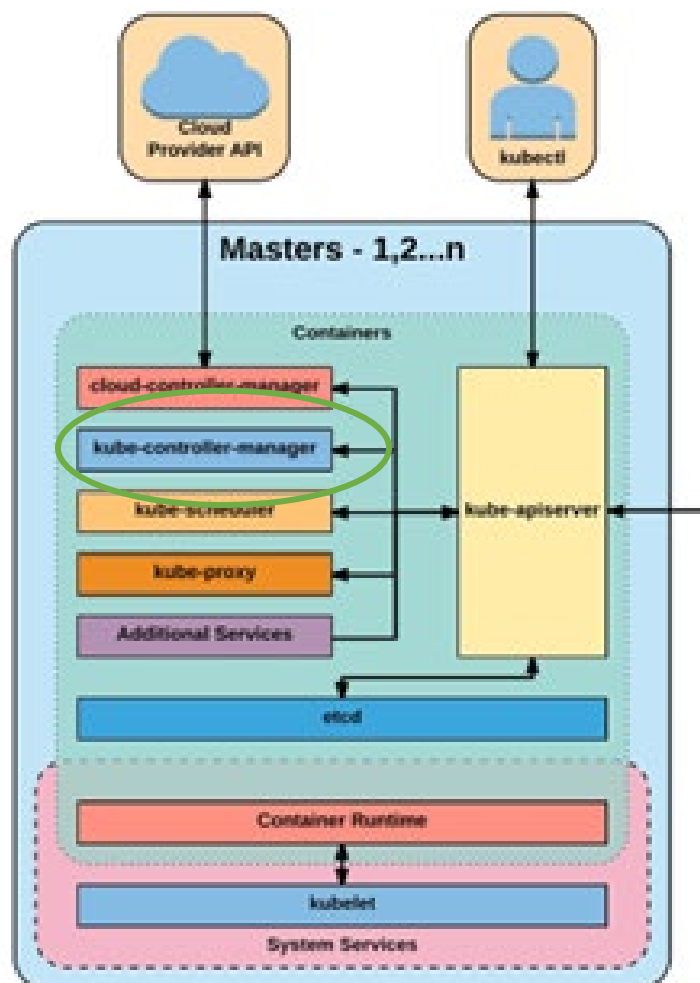 Cloud
Provider API
kubectl
Masters - 1,2...n
Containers
cloud-controller-manager
kube-controller-manager
kube-scheduler
kube-apiserver
kube-proxy
Additional Services
etcd
Container Runtime
kubelet
System Services